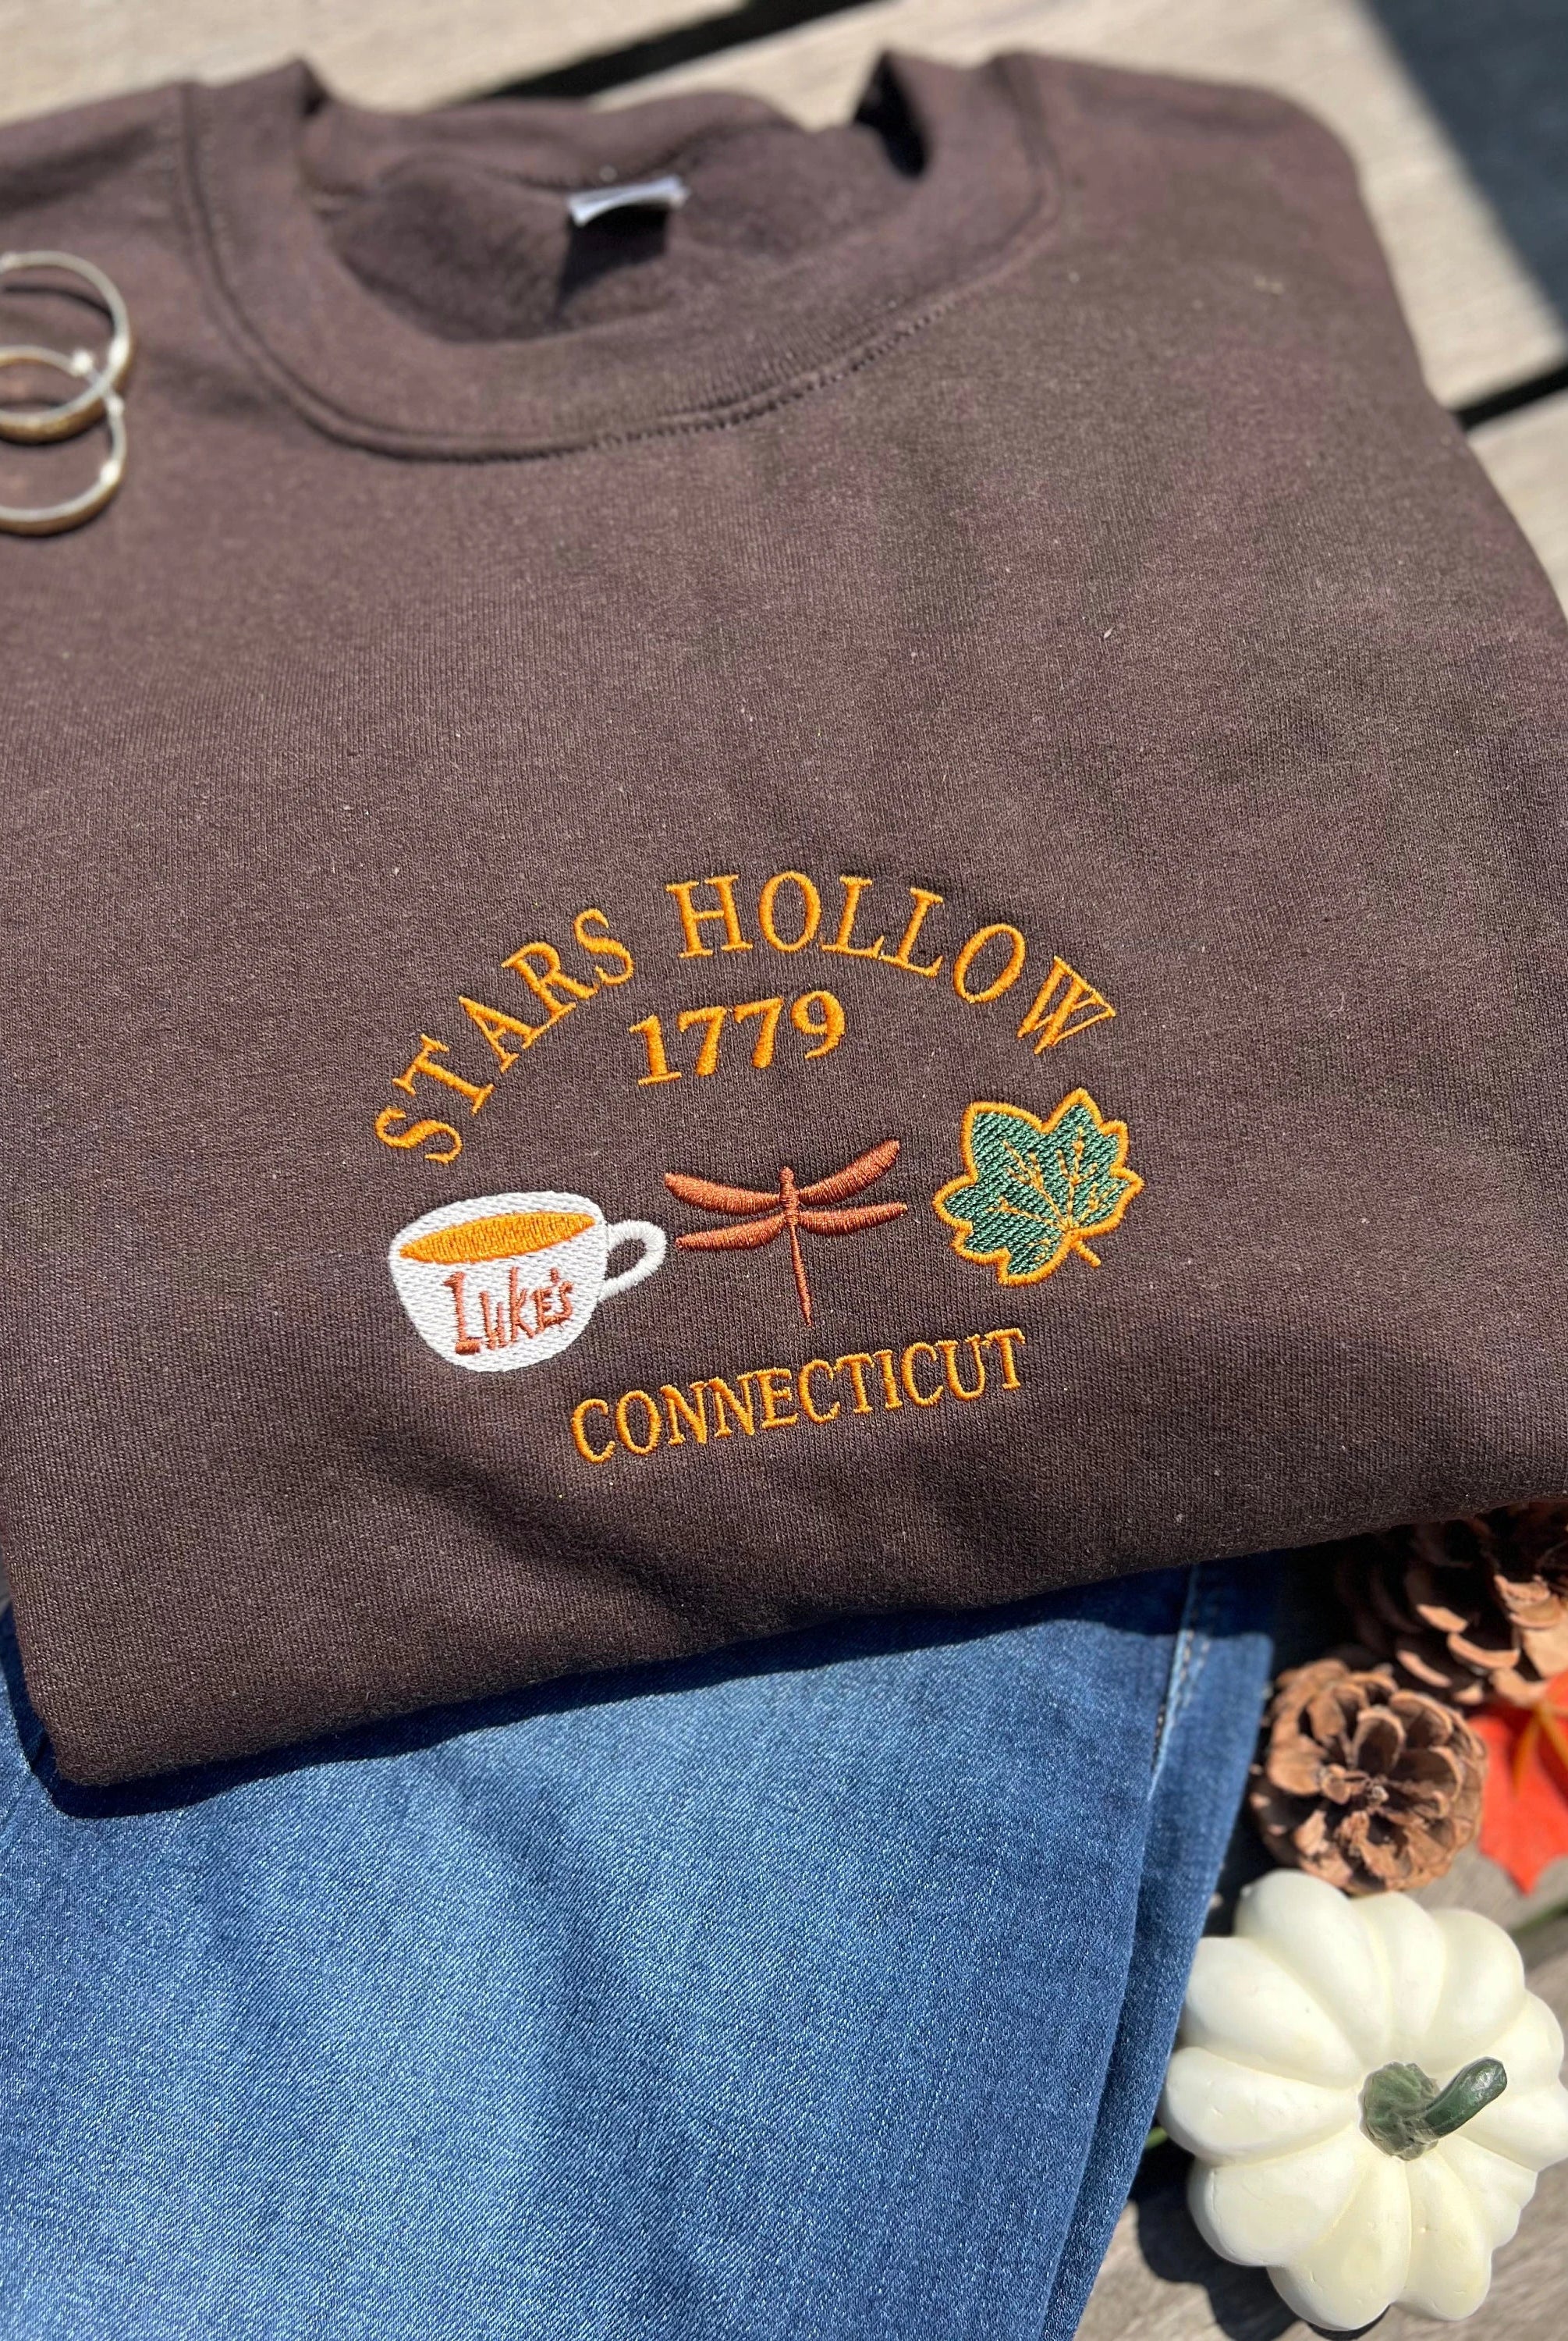 STARS HOLLOW
1779
LUKE'S
CONNECTICUT